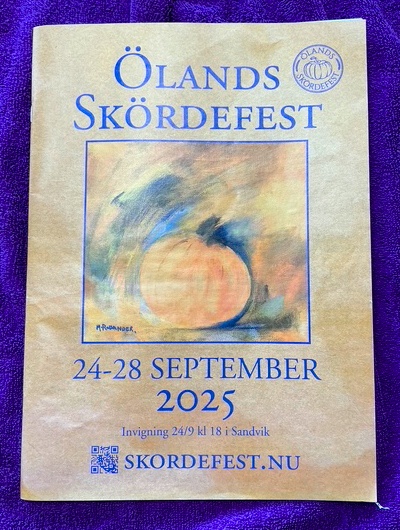 ÖLANDS
SKÖRDEFEST
ÖLANDS
SKÖRDEFEST
24-28 SEPTEMBER
2025
Invigning 24/9 kl 18 i Sandvik
SKORDEFEST.NU